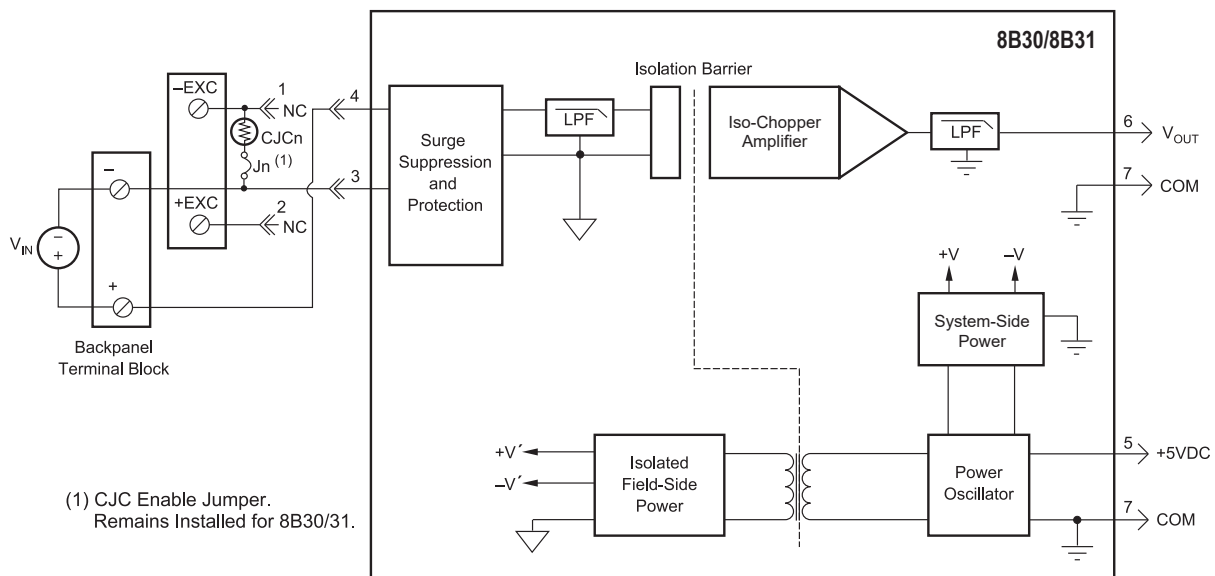 8B30/8B31
Isolation Barrier
–EXC
1
NC
4
CJCn
Jn (1)
3
+EXC
2
NC
–
+
V_IN
–
+
Backpanel
Terminal Block
Surge
Suppression
and
Protection
LPF
Iso-Chopper
Amplifier
LPF
6
V_OUT
7
COM
+V
–V
System-Side
Power
+V´
–V´
Isolated
Field-Side
Power
Power
Oscillator
5
+5VDC
7
COM
(1) CJC Enable Jumper.
Remains Installed for 8B30/31.